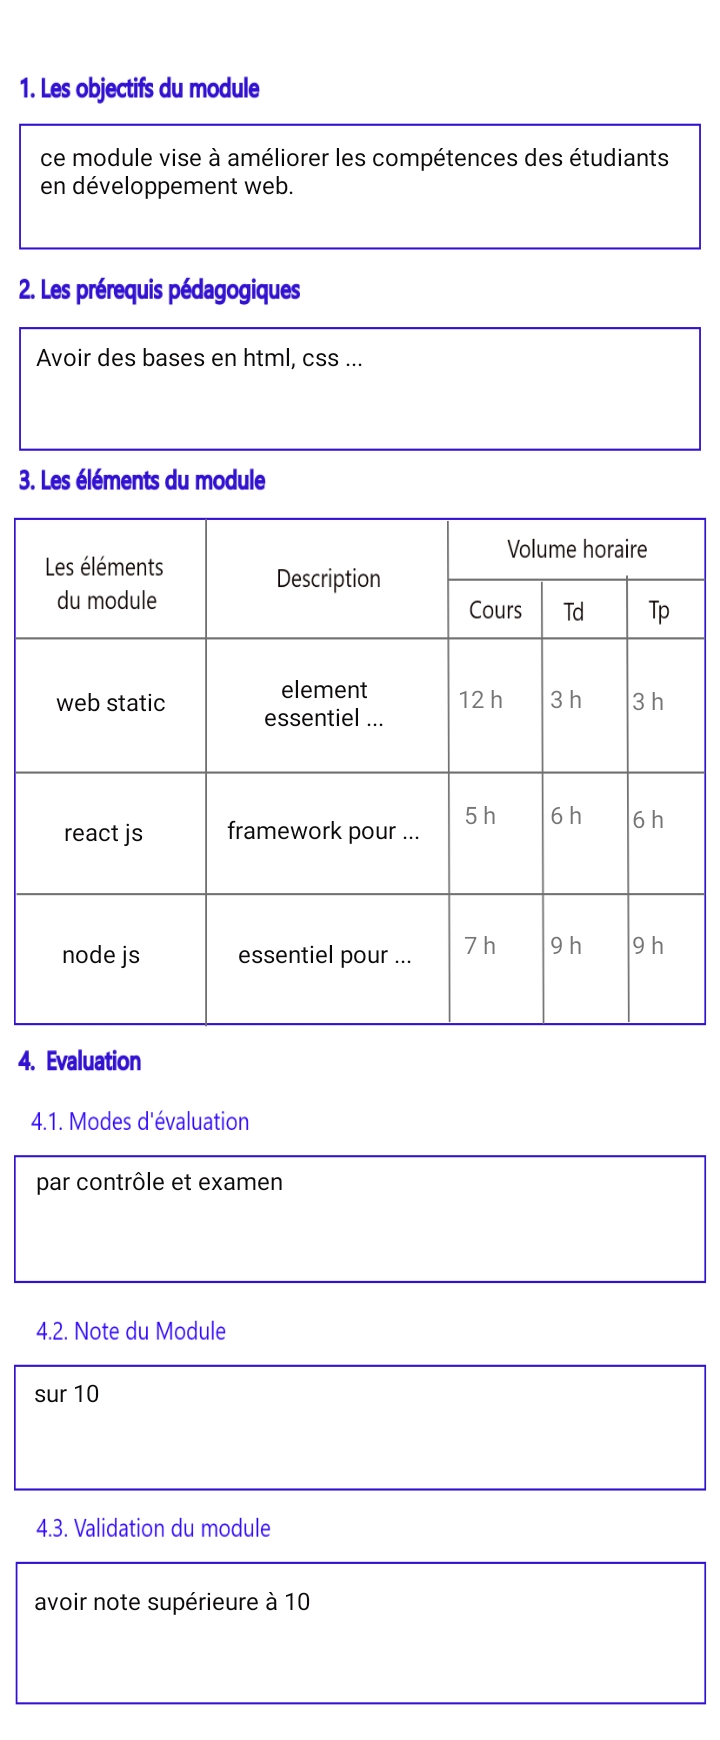 1. Les objectifs du module
ce module vise à améliorer les compétences des étudiants
en développement web.
2. Les prérequis pédagogiques
Avoir des bases en html, css ...
3. Les éléments du module
Les éléments
du module
Description
Volume horaire
Cours
Td
Tp
web static
element
essentiel ...
12 h
3 h
3 h
react js
framework pour ...
5 h
6 h
6 h
node js
essentiel pour ...
7 h
9 h
9 h
4. Evaluation
4.1. Modes d'évaluation
par contrôle et examen
4.2. Note du Module
sur 10
4.3. Validation du module
avoir note supérieure à 10